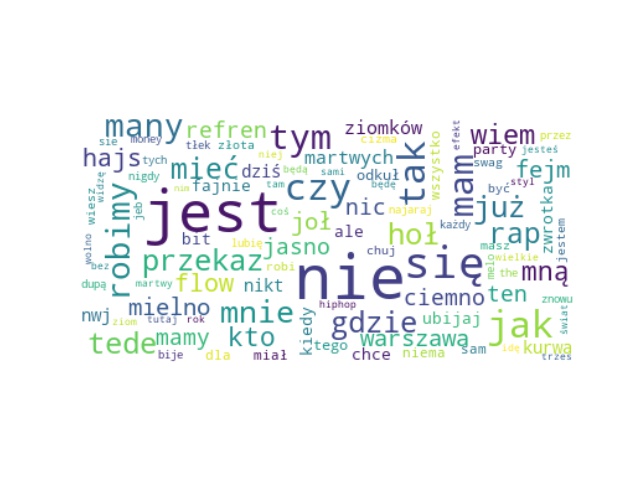 many refren tym ziomków efekt wiem przez
sie money tłek złota cizma wszystko party jesteś
hajs tych mieć dziś martwych tak mam swag fejm
nigdy fajnie niej będą sami odkuł być styl zwrotka
wiesz widzę robimy jest nim tam czy będę najaraj już
jeb coś nic każdy rap jestem
bit lubię jasno joł ale hoł masz wielkie
wolno bez przekaz robi chuj nie się melo the mną
dupą martwy flow nikt ciemno ten znowu
nwj mielno mnie hiphop gdzie ubijaj jak świat
ziom tutaj rok kto kiedy
tede mamy tego warszawa sam idę kurwa
bije dla miał chce niema trzes